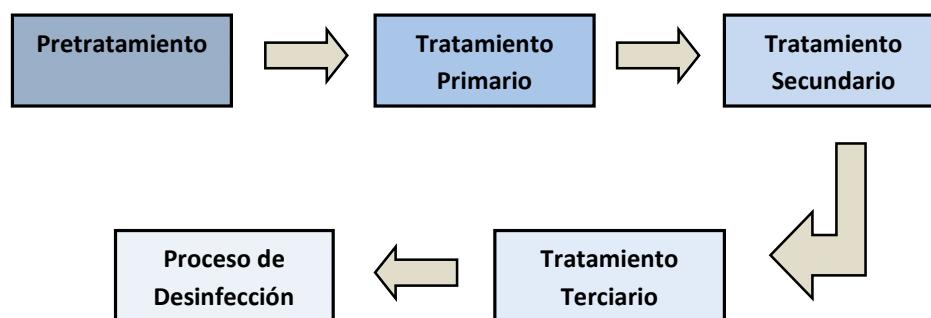 Pretratamiento
Tratamiento
Primario
Tratamiento
Secundario
Tratamiento
Terciario
Proceso de
Desinfección